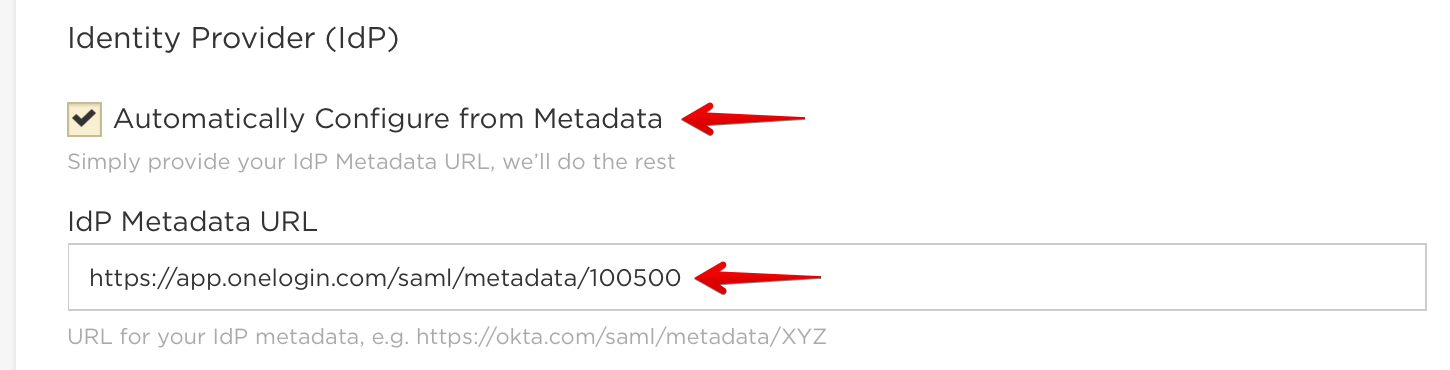 Identity Provider (IdP)
Automatically Configure from Metadata
Simply provide your IdP Metadata URL, we’ll do the rest
IdP Metadata URL
https://app.onelogin.com/saml/metadata/100500
URL for your IdP metadata, e.g. https://okta.com/saml/metadata/XYZ